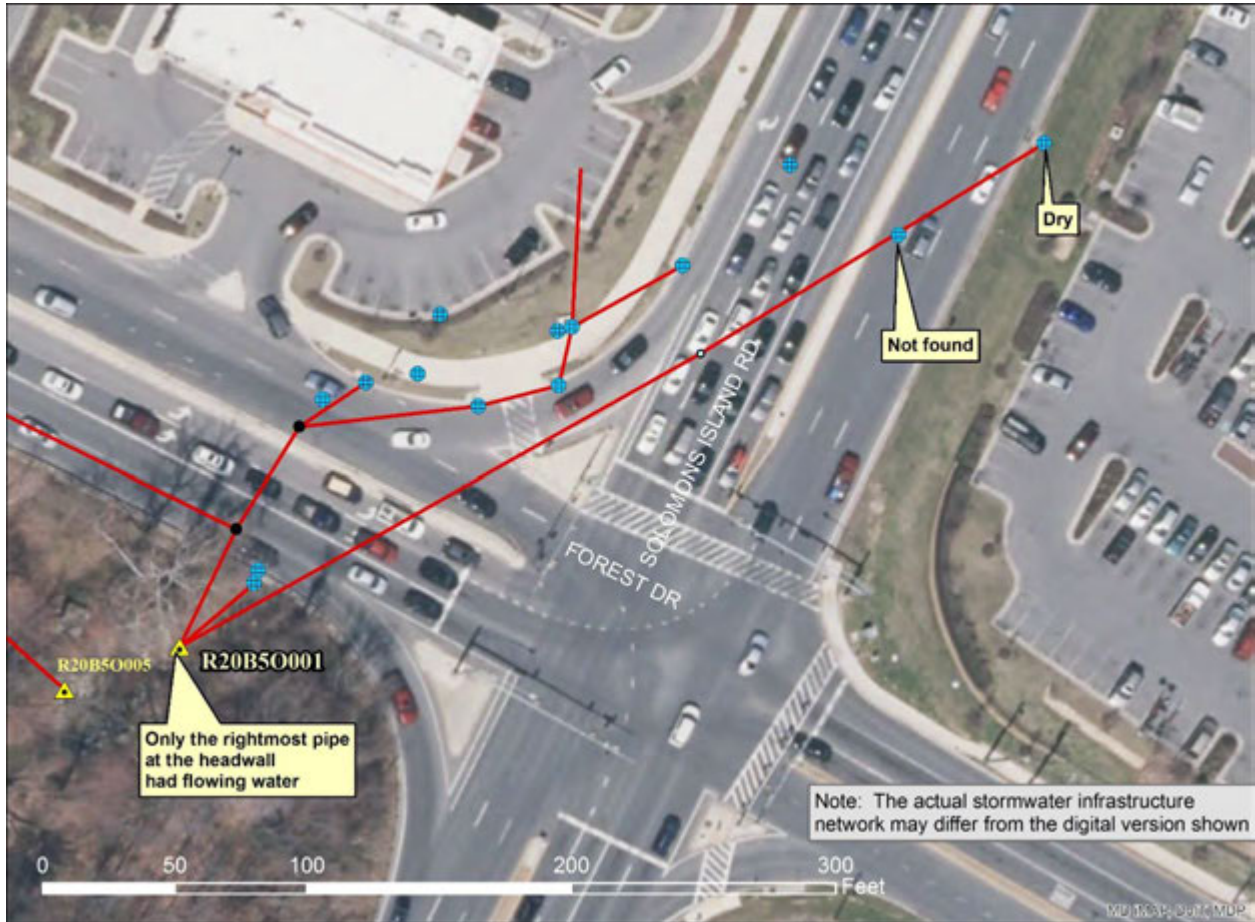 Dry
Not found
SOLOMONS ISLAND RD
FOREST DR
R20B5O005
R20B5O001
Only the rightmost pipe
at the headwall
had flowing water
Note: The actual stormwater infrastructure
network may differ from the digital version shown
0 50 100 200 300
Feet